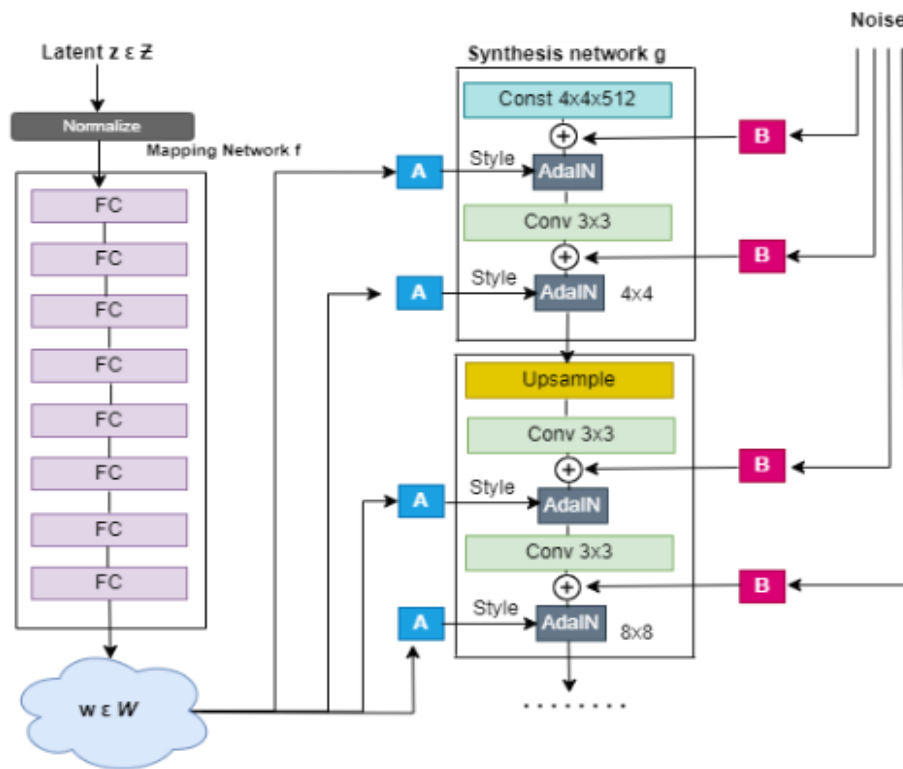 Noise
Latent z ε Z
Synthesis network g
Const 4x4x512
Normalize
B
Mapping Network f
A
Style
AdaIN
FC
Conv 3x3
FC
B
A
Style
AdaIN
4x4
FC
FC
Upsample
FC
Conv 3x3
B
FC
A
Style
AdaIN
FC
Conv 3x3
FC
B
A
Style
AdaIN
8x8
w ε W
........